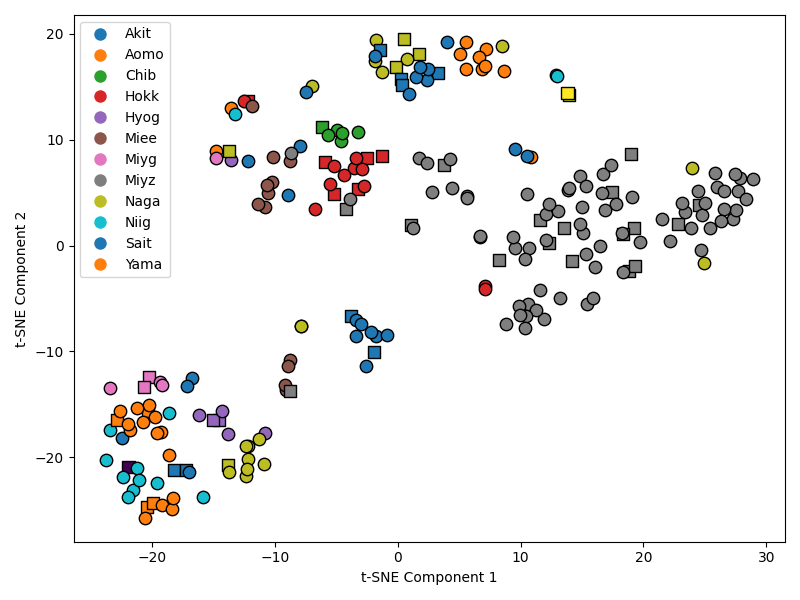 Akit
Aomo
Chib
Hokk
Hyog
Miee
Miyg
Miyz
Naga
Niig
Sait
Yama
20
10
0
−10
−20
t-SNE Component 2
−20 −10 0 10 20 30
t-SNE Component 1